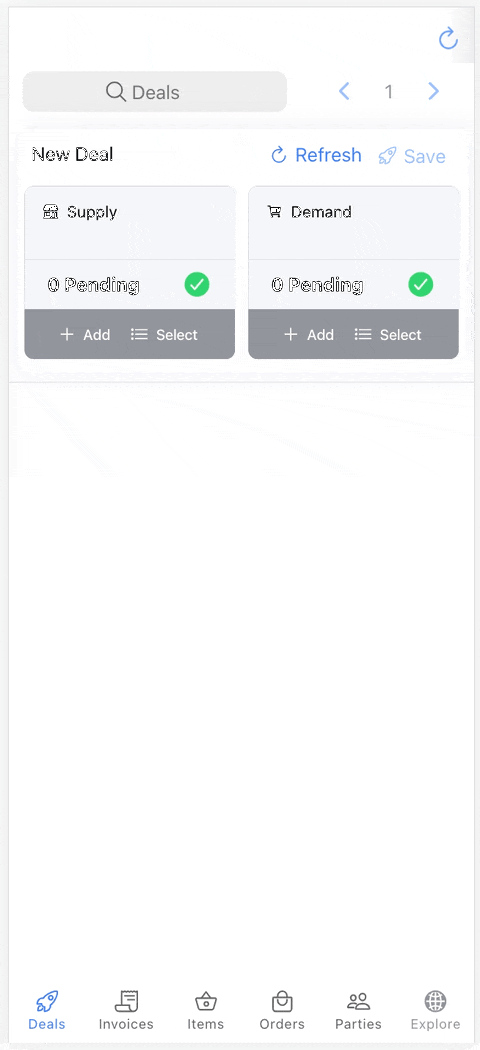 Deals
1
New Deal Refresh Save
Supply Demand
0 Pending 0 Pending
Add Select Add Select
Deals Invoices Items Orders Parties Explore